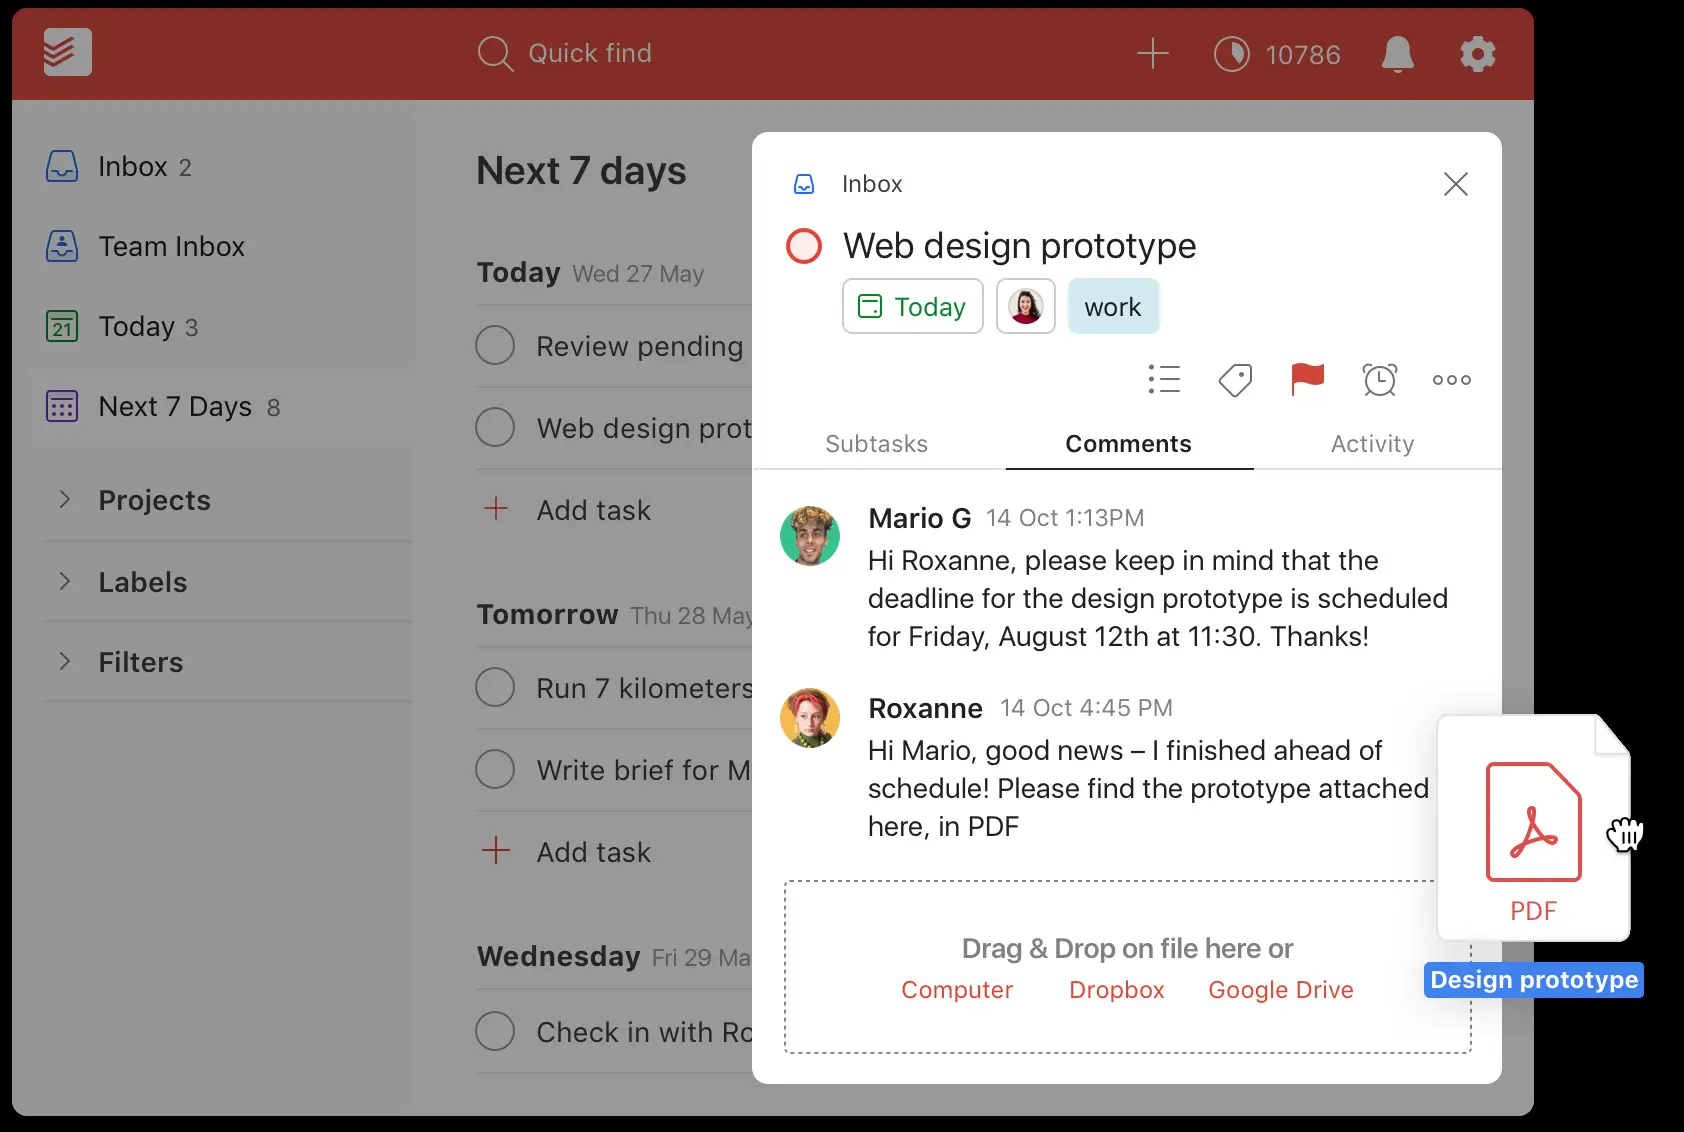 Quick find
10786
Inbox 2
Team Inbox
21
Today 3
Next 7 Days 8
Projects
Labels
Filters
Next 7 days
Today Wed 27 May
Review pending
Web design prot
Add task
Tomorrow Thu 28 May
Run 7 kilometers
Write brief for M
Add task
Wednesday Fri 29 Ma
Check in with Ro
Inbox
Web design prototype
Today
work
Subtasks
Comments
Activity
Mario G 14 Oct 1:13PM
Hi Roxanne, please keep in mind that the
deadline for the design prototype is scheduled
for Friday, August 12th at 11:30. Thanks!
Roxanne 14 Oct 4:45 PM
Hi Mario, good news – I finished ahead of
schedule! Please find the prototype attached
here, in PDF
Drag & Drop on file here or
Computer
Dropbox
Google Drive
PDF
Design prototype